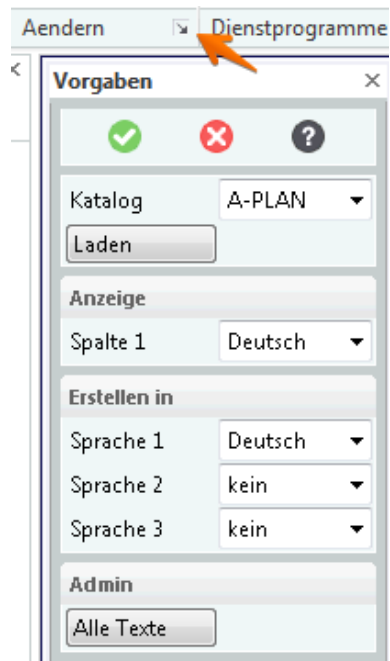 Aendern Dienstprogramme
Vorgaben
Katalog A-PLAN
Laden
Anzeige
Spalte 1 Deutsch
Erstellen in
Sprache 1 Deutsch
Sprache 2 kein
Sprache 3 kein
Admin
Alle Texte